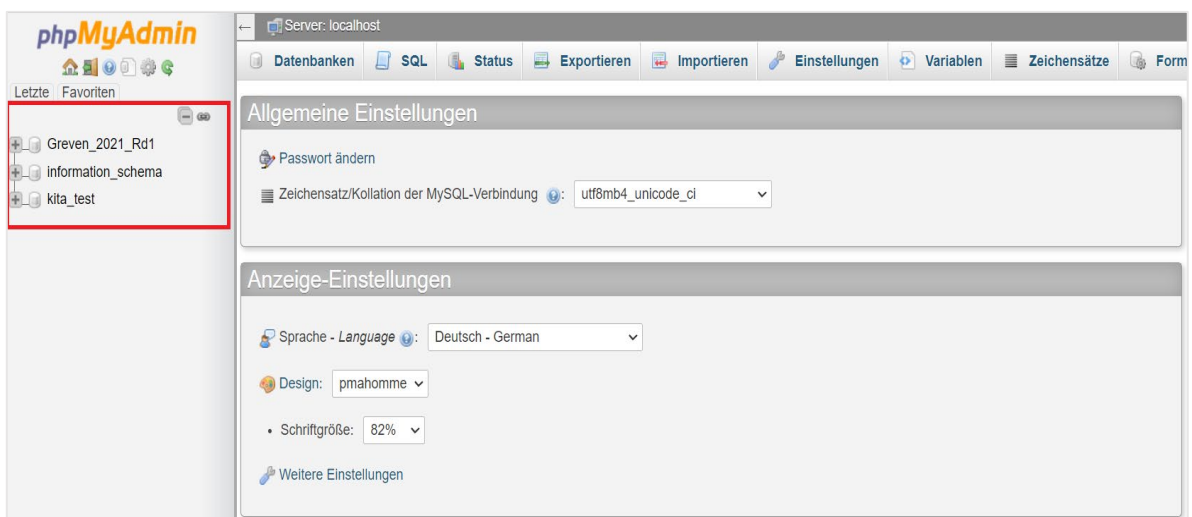 phpMyAdmin
Letzte Favoriten
Greven_2021_Rd1
information_schema
kita_test
Server: localhost
Datenbanken SQL Status Exportieren Importieren Einstellungen Variablen Zeichensätze Form
Allgemeine Einstellungen
Passwort ändern
Zeichensatz/Kollation der MySQL-Verbindung : utf8mb4_unicode_ci
Anzeige-Einstellungen
Sprache - Language : Deutsch - German
Design: pmahomme
• Schriftgröße: 82%
Weitere Einstellungen